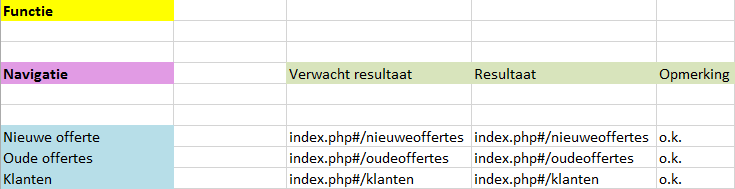 Functie
Navigatie Verwacht resultaat Resultaat Opmerking
Nieuwe offerte index.php#/nieuweoffertes index.php#/nieuweoffertes o.k.
Oude offertes index.php#/oudeoffertes index.php#/oudeoffertes o.k.
Klanten index.php#/klanten index.php#/klanten o.k.